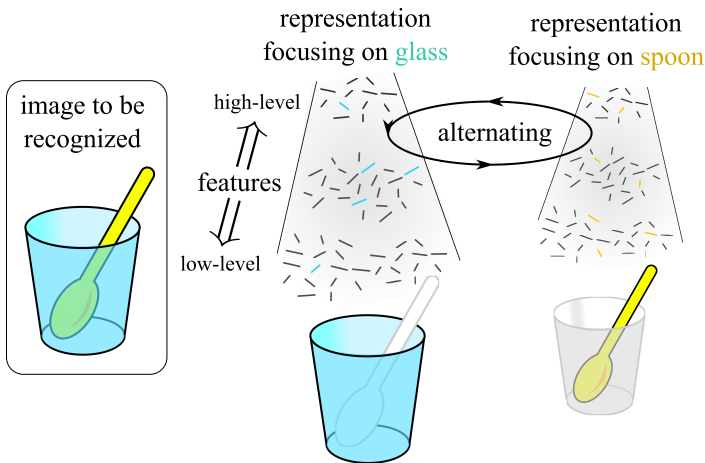 image to be
recognized
representation
focusing on glass
representation
focusing on spoon
high-level
features
low-level
alternating